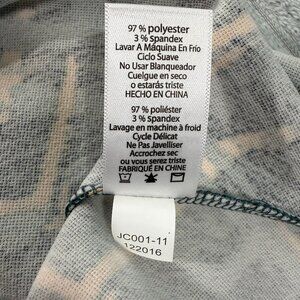 97 % polyester
3 % spandex
Lavar A Máquina En Frío
Ciclo Suave
No Usar Blanqueador
Cuelgue en seco
o estarás triste
HECHO EN CHINA
97 % poliéster
3 % spandex
Lavage en machine à froid
Cycle Délicat
Ne Pas Javelliser
Accrochez sec
ou vous serez triste
FABRIQUÉ EN CHINE
JC001-11
122016